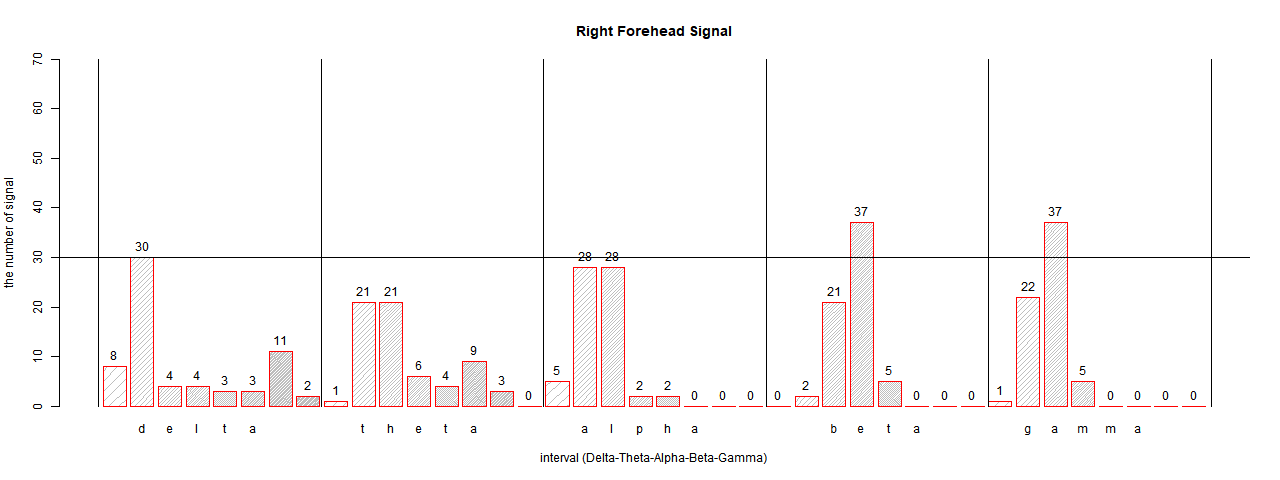 Right Forehead Signal
the number of signal
70
60
50
40
30
20
10
0
8 30 4 4 3 3 11 2 1 21 21 6 4 9 3 0 5 28 28 2 2 0 0 0 0 2 21 37 5 0 0 0 1 22 37 5 0 0 0 0
d e l t a t h e t a a l p h a b e t a g a m m a
interval (Delta-Theta-Alpha-Beta-Gamma)